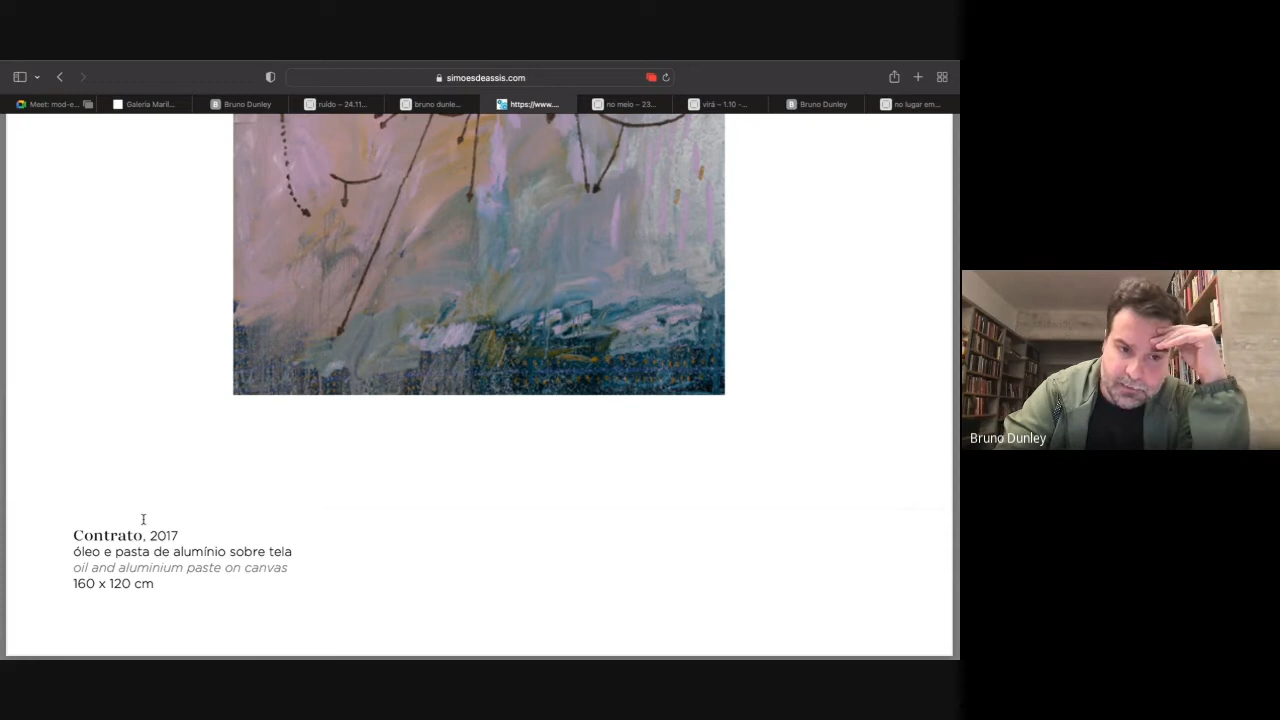 simoesdeassis.com
Meet: mod-e...
Galeria Maril...
Bruno Dunley
ruído – 24.11...
bruno dunle...
https://www....
no meio – 23...
virá – 1.10 -...
Bruno Dunley
no lugar em...
Bruno Dunley
Contrato, 2017
óleo e pasta de alumínio sobre tela
oil and aluminium paste on canvas
160 x 120 cm